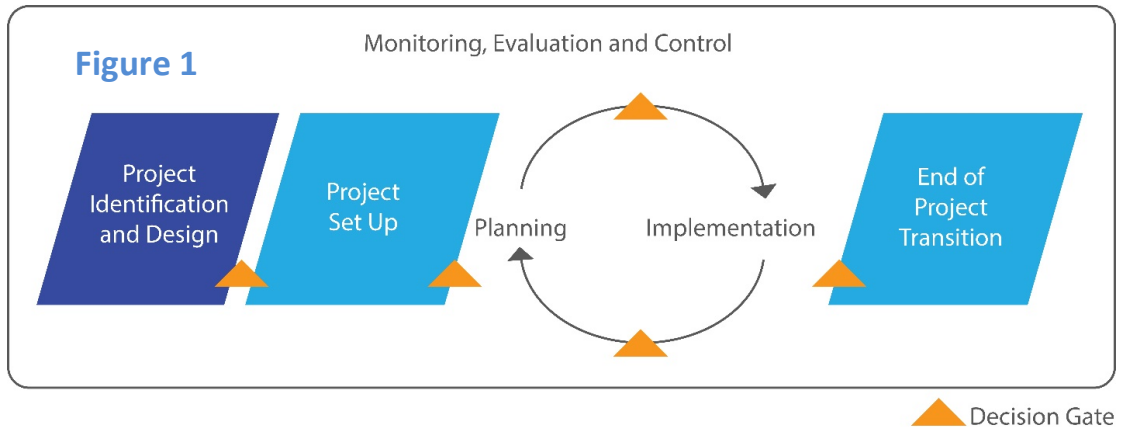 Monitoring, Evaluation and Control
Figure 1
Project
Identification
and Design
Project
Set Up
Planning
Implementation
End of
Project
Transition
Decision Gate